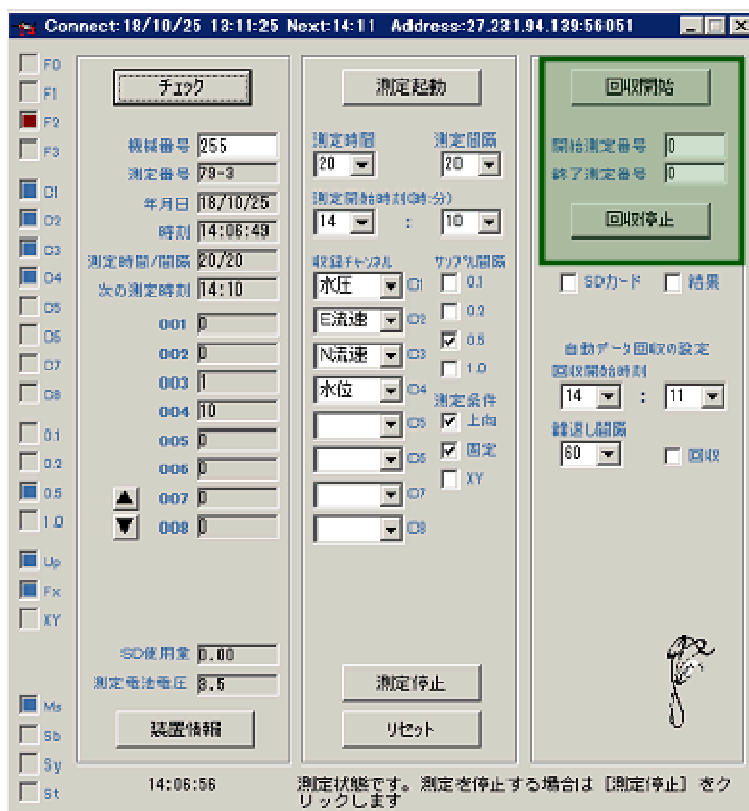 Connect:18/10/25 13:11:25 Next:14:11 Address:27.231.94.139:56051
F0
F1
F2
F3
C1
C2
C3
C4
C5
C6
C7
C8
0.1
0.2
0.5
1.0
Up
Fx
XY
Ms
Sb
Sy
St
チェック
機械番号 255
測定番号 79-3
年月日 18/10/25
時刻 14:06:49
測定時間/間隔 20/20
次の測定時刻 14:10
001 0
002 0
003 1
004 10
005 0
006 0
007 0
008 0
SD使用量 0.00
測定電池電圧 3.5
装置情報
14:06:56
測定起動
測定時間 測定間隔
20 20
測定開始時刻(時:分)
14 : 10
収録チャンネル サンプル間隔
水圧 C1 0.1
E流速 C2 0.2
N流速 C3 0.5
水位 C4 1.0
測定条件
C5 上向
C6 固定
C7 XY
C8
測定停止
リセット
測定状態です。測定を停止する場合は [測定停止] をク
リックします
回収開始
開始測定番号 0
終了測定番号 0
回収停止
SDカード 結果
自動データ回収の設定
回収開始時刻
14 : 11
繰返し間隔
60 回収